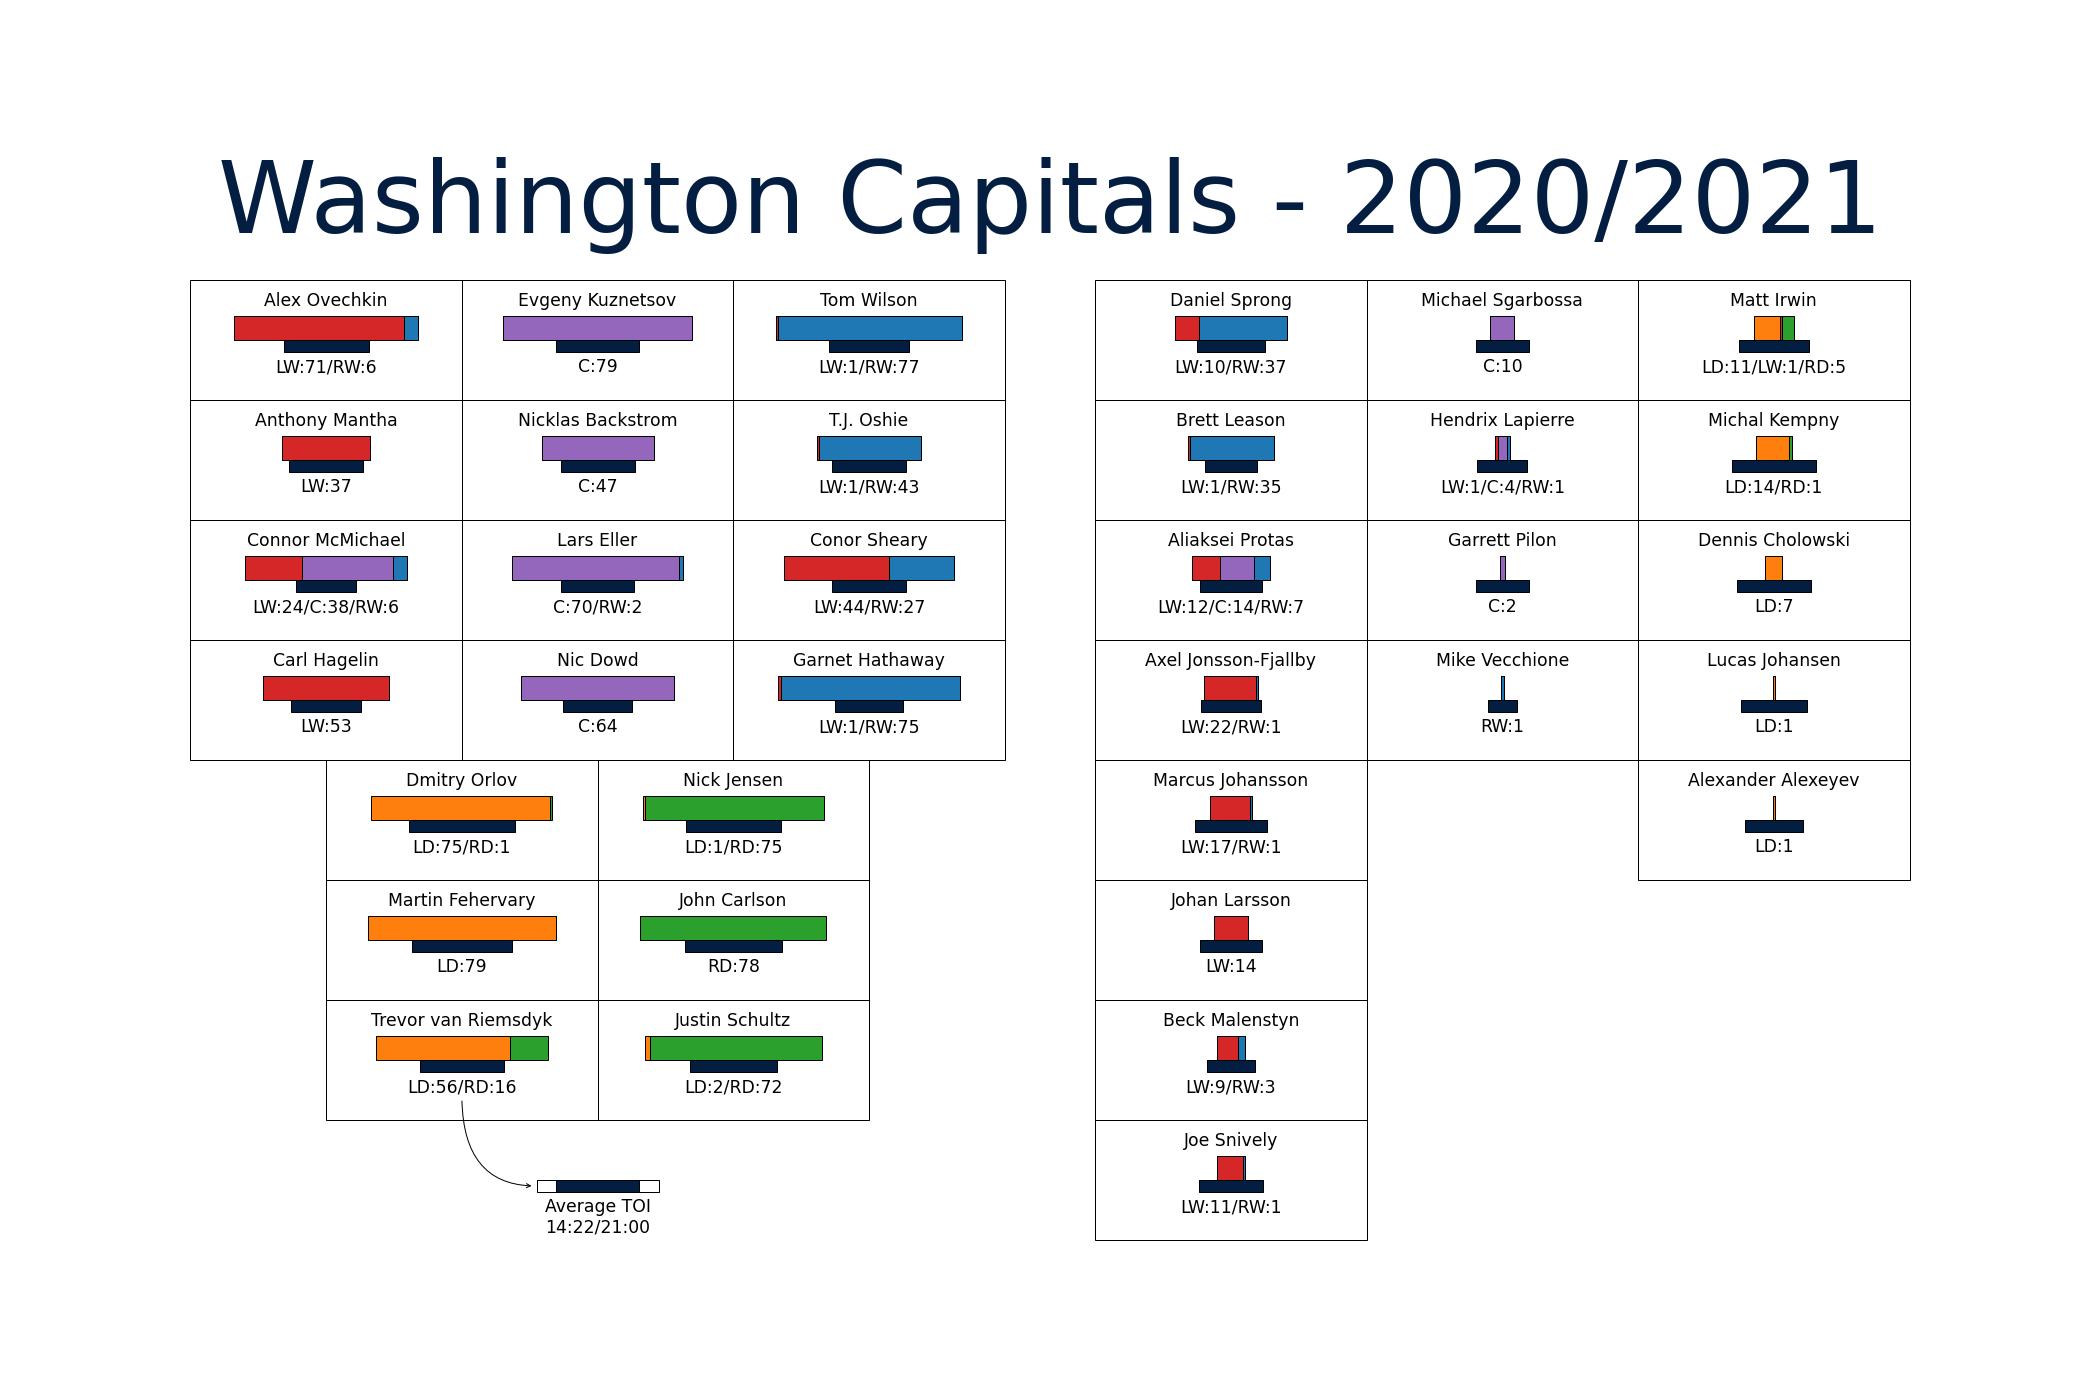 Washington Capitals - 2020/2021
Alex Ovechkin
LW:71/RW:6
Evgeny Kuznetsov
C:79
Tom Wilson
LW:1/RW:77
Anthony Mantha
LW:37
Nicklas Backstrom
C:47
T.J. Oshie
LW:1/RW:43
Connor McMichael
LW:24/C:38/RW:6
Lars Eller
C:70/RW:2
Conor Sheary
LW:44/RW:27
Carl Hagelin
LW:53
Nic Dowd
C:64
Garnet Hathaway
LW:1/RW:75
Dmitry Orlov
LD:75/RD:1
Nick Jensen
LD:1/RD:75
Martin Fehervary
LD:79
John Carlson
RD:78
Trevor van Riemsdyk
LD:56/RD:16
Justin Schultz
LD:2/RD:72
Average TOI
14:22/21:00
Daniel Sprong
LW:10/RW:37
Michael Sgarbossa
C:10
Matt Irwin
LD:11/LW:1/RD:5
Brett Leason
LW:1/RW:35
Hendrix Lapierre
LW:1/C:4/RW:1
Michal Kempny
LD:14/RD:1
Aliaksei Protas
LW:12/C:14/RW:7
Garrett Pilon
C:2
Dennis Cholowski
LD:7
Axel Jonsson-Fjallby
LW:22/RW:1
Mike Vecchione
RW:1
Lucas Johansen
LD:1
Marcus Johansson
LW:17/RW:1
Alexander Alexeyev
LD:1
Johan Larsson
LW:14
Beck Malenstyn
LW:9/RW:3
Joe Snively
LW:11/RW:1